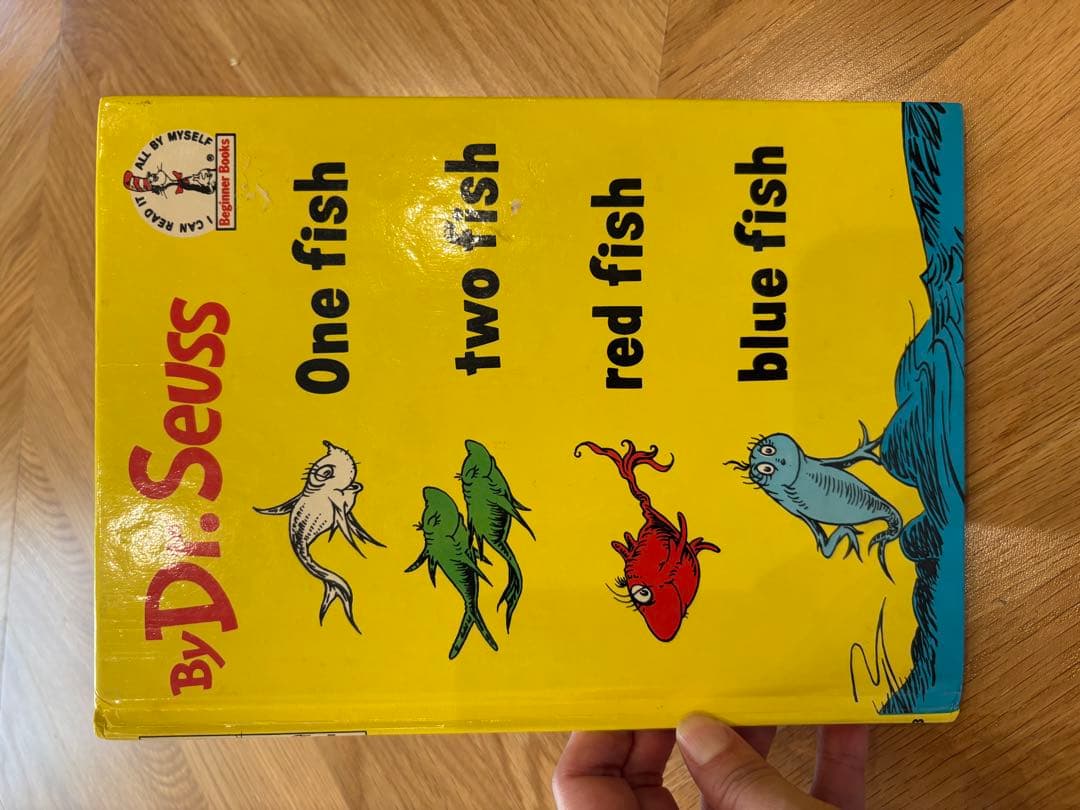 I CAN READ IT ALL BY MYSELF
®
Beginner Books
By Dr. Seuss
One fish
two fish
red fish
blue fish